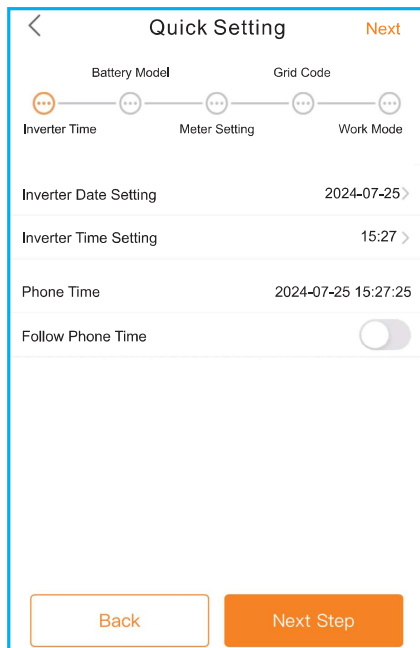 Quick Setting Next
Battery Model Grid Code
Inverter Time Meter Setting Work Mode
Inverter Date Setting 2024-07-25
Inverter Time Setting 15:27
Phone Time 2024-07-25 15:27:25
Follow Phone Time
Back Next Step